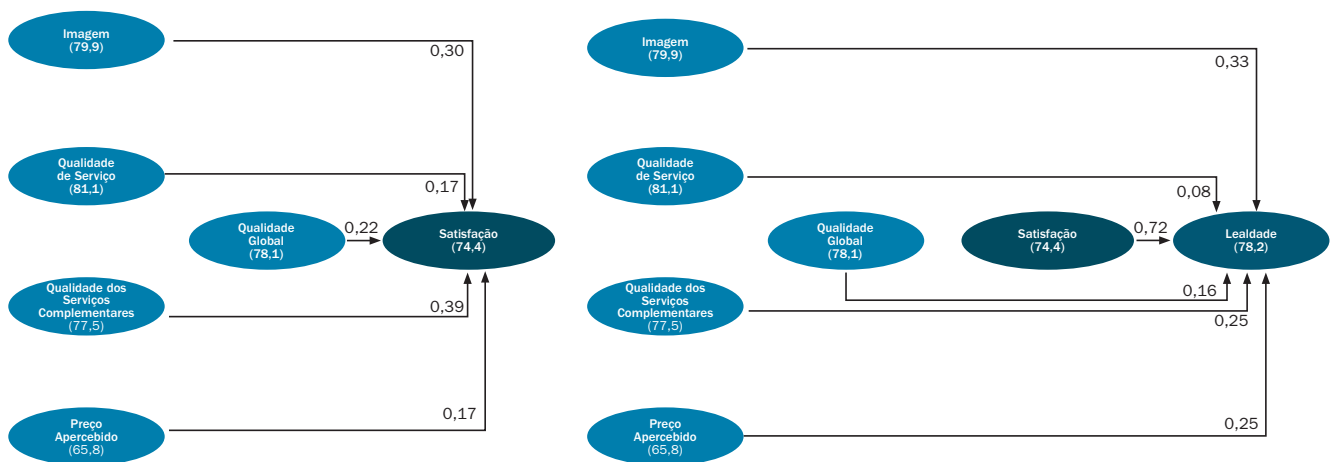 Imagem
(79,9)
0,30
Qualidade
de Serviço
(81,1)
0,17
Qualidade
Global
(78,1)
0,22
Satisfação
(74,4)
Qualidade dos
Serviços
Complementares
(77,5)
0,39
Preço
Apercebido
(65,8)
0,17
Imagem
(79,9)
0,33
Qualidade
de Serviço
(81,1)
0,08
Qualidade
Global
(78,1)
Satisfação
(74,4)
0,72
Lealdade
(78,2)
0,16
Qualidade dos
Serviços
Complementares
(77,5)
0,25
Preço
Apercebido
(65,8)
0,25